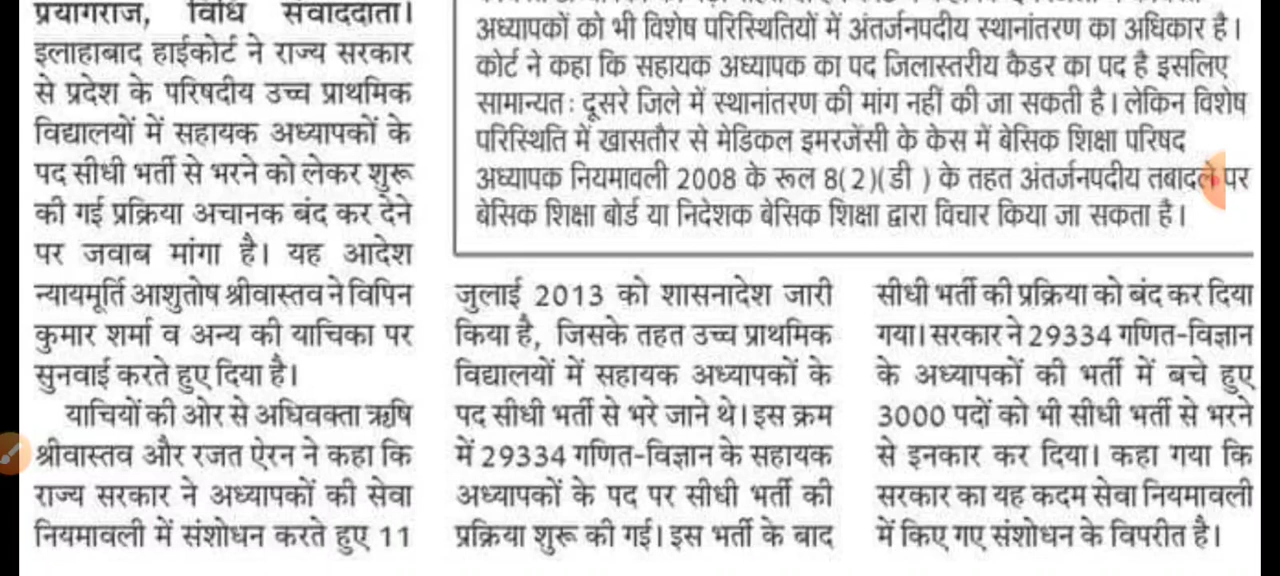 प्रयागराज, विधि संवाददाता।
इलाहाबाद हाईकोर्ट ने राज्य सरकार
से प्रदेश के परिषदीय उच्च प्राथमिक
विद्यालयों में सहायक अध्यापकों के
पद सीधी भर्ती से भरने को लेकर शुरू
की गई प्रक्रिया अचानक बंद कर देने
पर जवाब मांगा है। यह आदेश
न्यायमूर्ति आशुतोष श्रीवास्तव ने विपिन
कुमार शर्मा व अन्य की याचिका पर
सुनवाई करते हुए दिया है।
याचियों की ओर से अधिवक्ता ऋषि
श्रीवास्तव और रजत ऐरन ने कहा कि
राज्य सरकार ने अध्यापकों की सेवा
नियमावली में संशोधन करते हुए 11
अध्यापकों को भी विशेष परिस्थितियों में अंतर्जनपदीय स्थानांतरण का अधिकार है।
कोर्ट ने कहा कि सहायक अध्यापक का पद जिलास्तरीय कैडर का पद है इसलिए
सामान्यत: दूसरे जिले में स्थानांतरण की मांग नहीं की जा सकती है। लेकिन विशेष
परिस्थिति में खासतौर से मेडिकल इमरजेंसी के केस में बेसिक शिक्षा परिषद
अध्यापक नियमावली 2008 के रूल 8(2)(डी ) के तहत अंतर्जनपदीय तबादले पर
बेसिक शिक्षा बोर्ड या निदेशक बेसिक शिक्षा द्वारा विचार किया जा सकता है।
जुलाई 2013 को शासनादेश जारी
किया है, जिसके तहत उच्च प्राथमिक
विद्यालयों में सहायक अध्यापकों के
पद सीधी भर्ती से भरे जाने थे। इस क्रम
में 29334 गणित-विज्ञान के सहायक
अध्यापकों के पद पर सीधी भर्ती की
प्रक्रिया शुरू की गई। इस भर्ती के बाद
सीधी भर्ती की प्रक्रिया को बंद कर दिया
गया। सरकार ने 29334 गणित-विज्ञान
के अध्यापकों की भर्ती में बचे हुए
3000 पदों को भी सीधी भर्ती से भरने
से इनकार कर दिया। कहा गया कि
सरकार का यह कदम सेवा नियमावली
में किए गए संशोधन के विपरीत है।